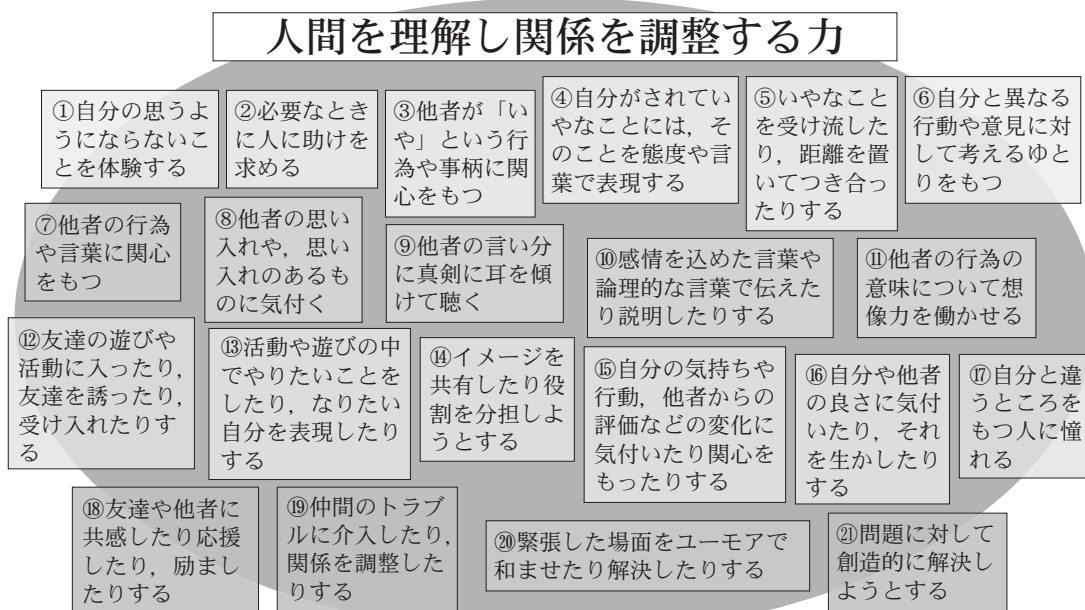 人間を理解し関係を調整する力
①自分の思うよ
うにならないこ
とを体験する
②必要なとき
に人に助けを
求める
③他者が「い
や」という行
為や事柄に関
心をもつ
④自分がされてい
やなことには，そ
のことを態度や言
葉で表現する
⑤いやなこと
を受け流した
り，距離を置
いてつき合っ
たりする
⑥自分と異なる
行動や意見に対
して考えるゆと
りをもつ
⑦他者の行為
や言葉に関心
をもつ
⑧他者の思い
入れや，思い
入れのあるも
のに気付く
⑨他者の言い分
に真剣に耳を傾
けて聴く
⑩感情を込めた言葉や
論理的な言葉で伝えた
り説明したりする
⑪他者の行為の
意味について想
像力を働かせる
⑫友達の遊びや
活動に入ったり，
友達を誘ったり，
受け入れたりす
る
⑬活動や遊びの中
でやりたいことを
したり，なりたい
自分を表現したり
する
⑭イメージを
共有したり役
割を分担しよ
うとする
⑮自分の気持ちや
行動，他者からの
評価などの変化に
気付いたり関心を
もったりする
⑯自分や他者
の良さに気付
いたり，それ
を生かしたり
する
⑰自分と違
うところを
もつ人に憧
れる
⑱友達や他者に
共感したり応援
したり，励まし
たりする
⑲仲間のトラブ
ルに介入したり，
関係を調整した
りする
⑳緊張した場面をユーモアで
和ませたり解決したりする
㉑問題に対して
創造的に解決し
ようとする